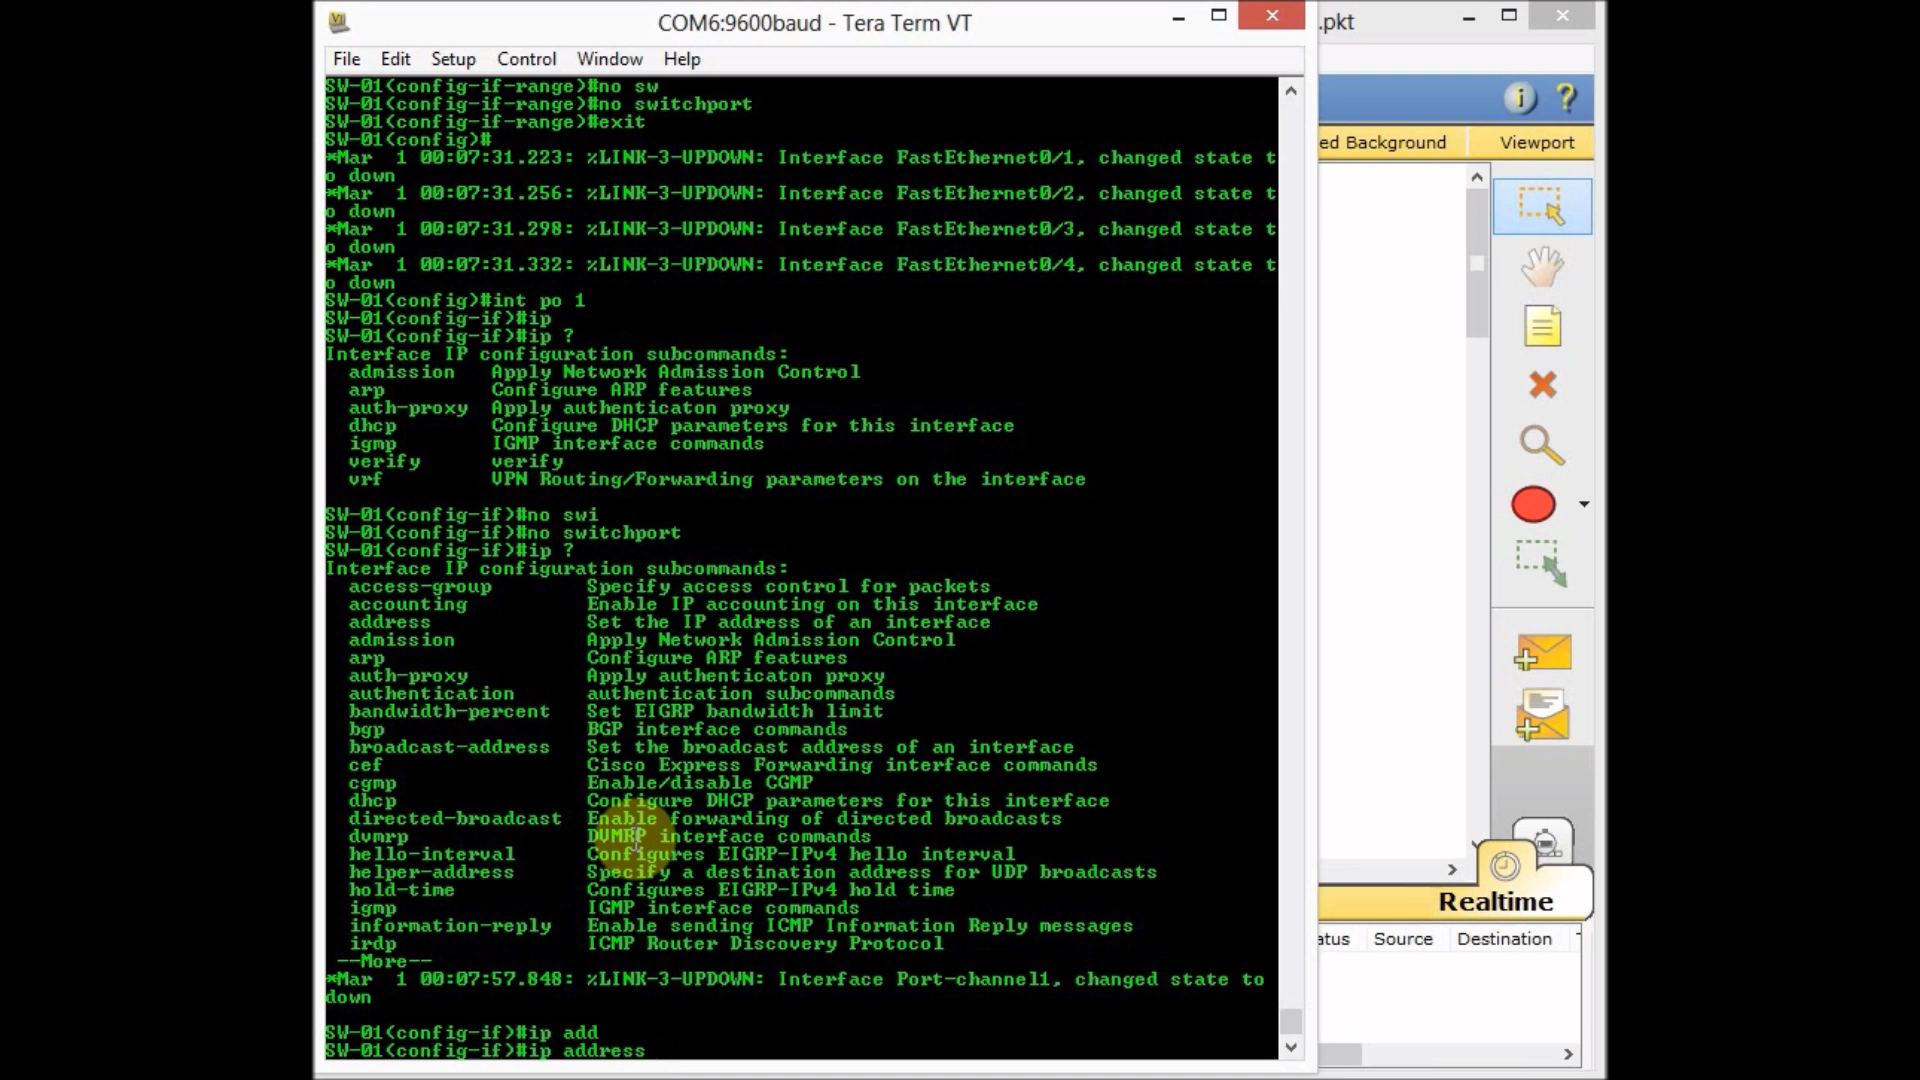 COM6:9600baud - Tera Term VT
.pkt
File Edit Setup Control Window Help
SW-01(config-if-range)#no sw
SW-01(config-if-range)#no switchport
SW-01(config-if-range)#exit
SW-01(config)#
*Mar  1 00:07:31.223: %LINK-3-UPDOWN: Interface FastEthernet0/1, changed state t
o down
*Mar  1 00:07:31.256: %LINK-3-UPDOWN: Interface FastEthernet0/2, changed state t
o down
*Mar  1 00:07:31.298: %LINK-3-UPDOWN: Interface FastEthernet0/3, changed state t
o down
*Mar  1 00:07:31.332: %LINK-3-UPDOWN: Interface FastEthernet0/4, changed state t
o down
SW-01(config)#int po 1
SW-01(config-if)#ip
SW-01(config-if)#ip ?
Interface IP configuration subcommands:
admission Apply Network Admission Control
arp Configure ARP features
auth-proxy Apply authenticaton proxy
dhcp Configure DHCP parameters for this interface
igmp IGMP interface commands
verify verify
vrf VPN Routing/Forwarding parameters on the interface
SW-01(config-if)#no swi
SW-01(config-if)#no switchport
SW-01(config-if)#ip ?
Interface IP configuration subcommands:
access-group Specify access control for packets
accounting Enable IP accounting on this interface
address Set the IP address of an interface
admission Apply Network Admission Control
arp Configure ARP features
auth-proxy Apply authenticaton proxy
authentication authentication subcommands
bandwidth-percent Set EIGRP bandwidth limit
bgp BGP interface commands
broadcast-address Set the broadcast address of an interface
cef Cisco Express Forwarding interface commands
cgmp Enable/disable CGMP
dhcp Configure DHCP parameters for this interface
directed-broadcast Enable forwarding of directed broadcasts
dvmrp DVMRP interface commands
hello-interval Configures EIGRP-IPv4 hello interval
helper-address Specify a destination address for UDP broadcasts
hold-time Configures EIGRP-IPv4 hold time
igmp IGMP interface commands
information-reply Enable sending ICMP Information Reply messages
irdp ICMP Router Discovery Protocol
--More--
*Mar  1 00:07:57.848: %LINK-3-UPDOWN: Interface Port-channel1, changed state to
down
SW-01(config-if)#ip add
SW-01(config-if)#ip address
ed Background Viewport
Realtime
atus Source Destination